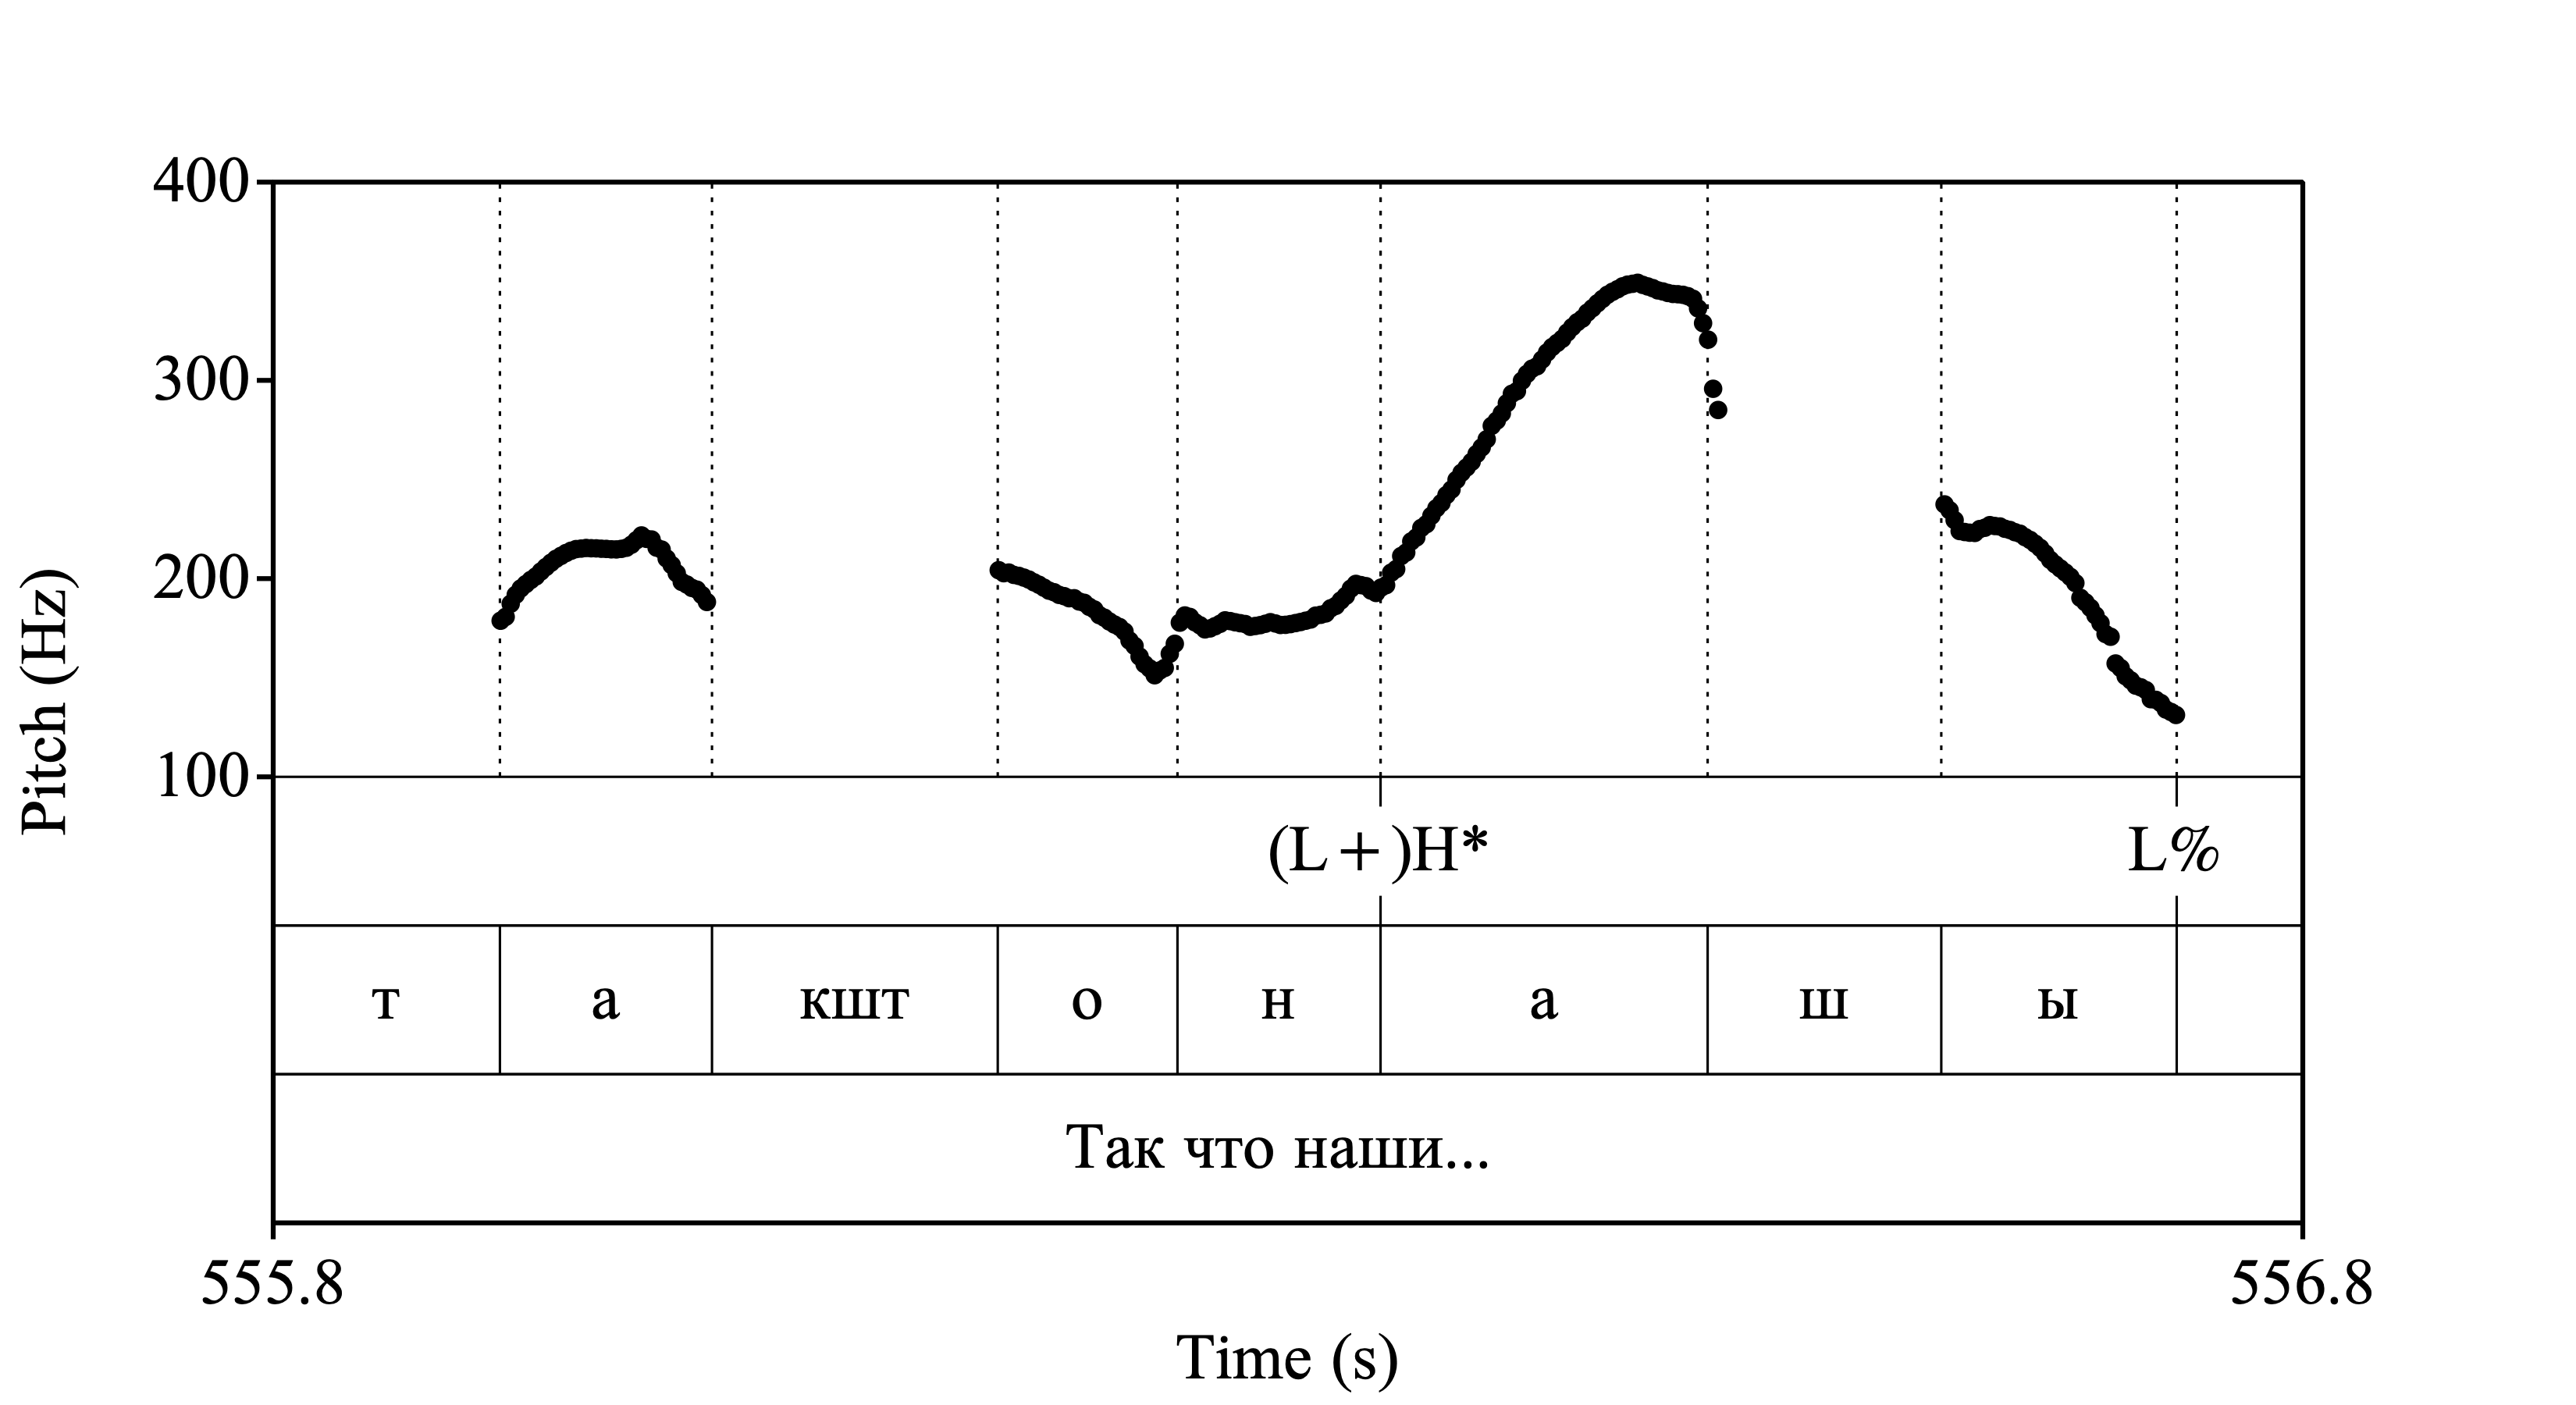 400
300
200
100
Pitch (Hz)
(L+)H* L%
т а кшт о н а ш ы
Так что наши...
555.8 556.8
Time (s)